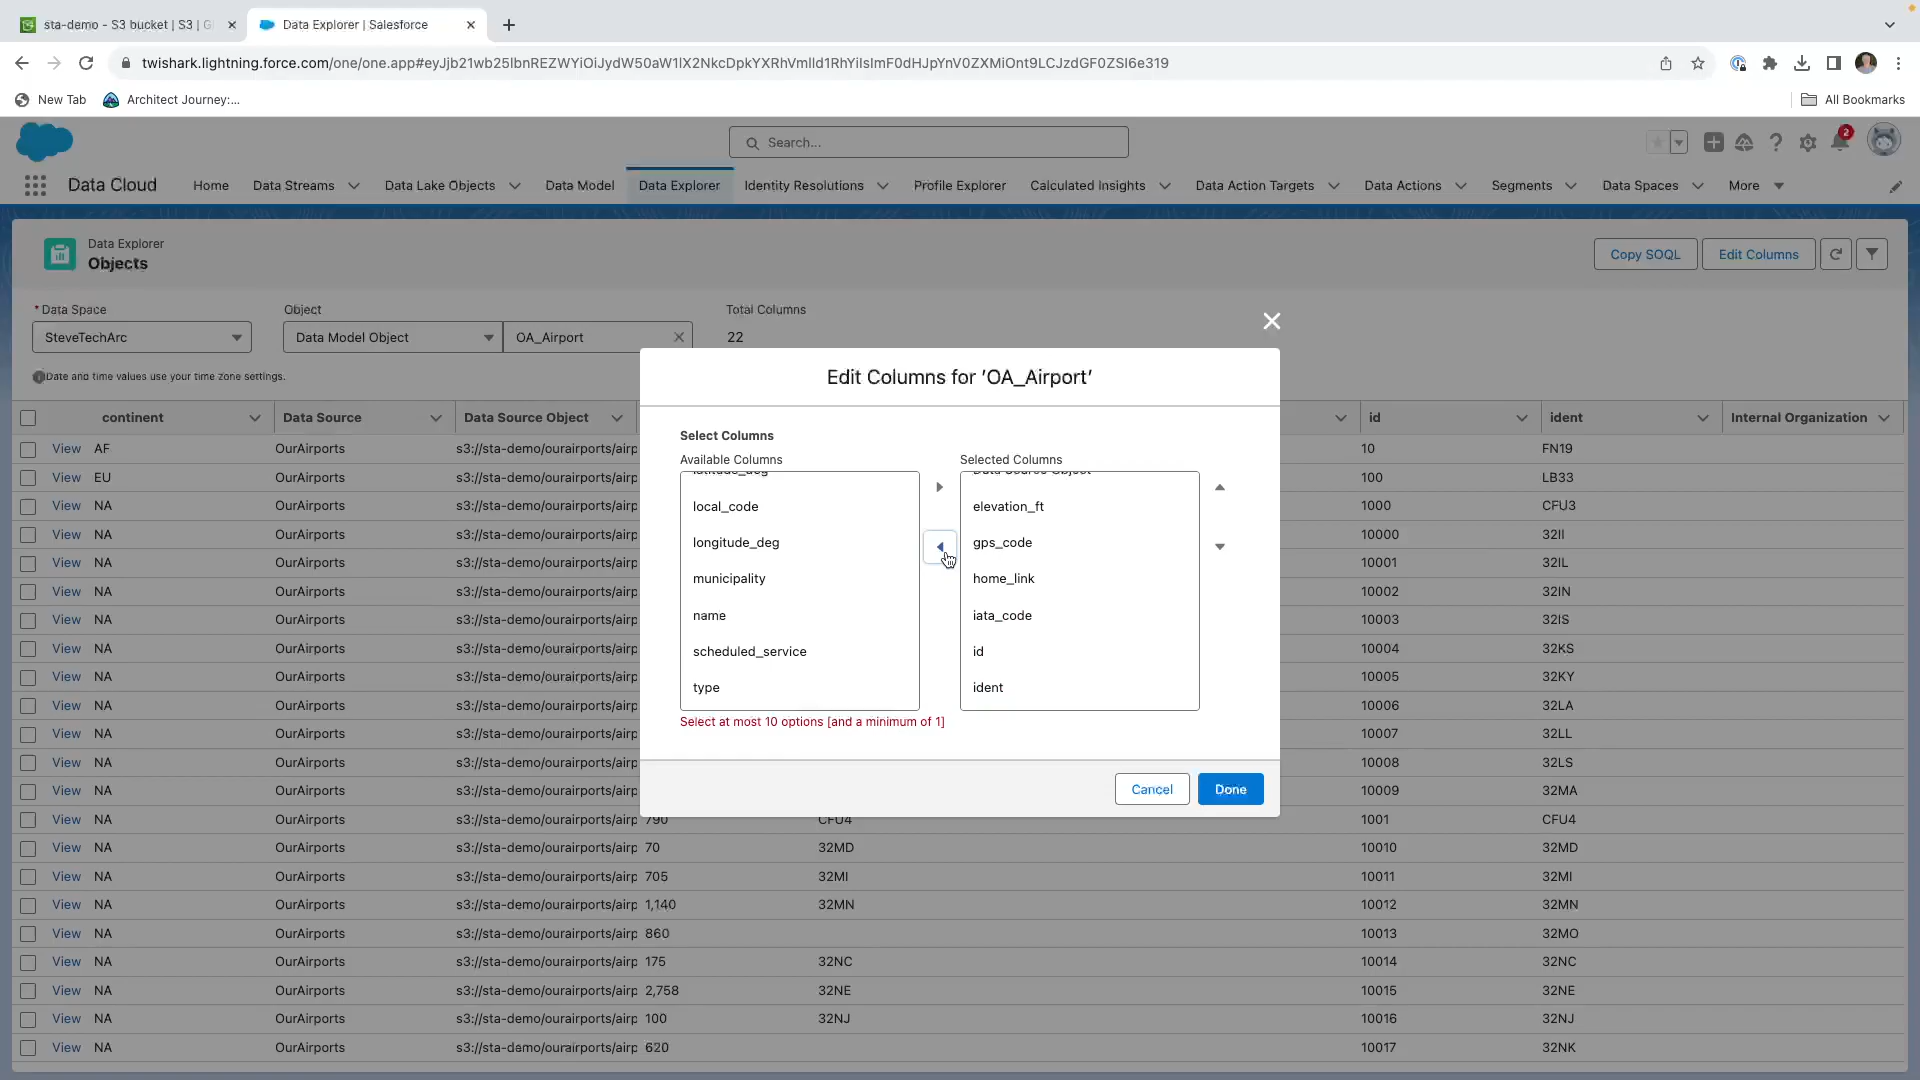 sta-demo - S3 bucket | S3 | G
Data Explorer | Salesforce
twishark.lightning.force.com/one/one.app#eyJjb21wb25lbnREZWYiOiJydW50aW1lX2NkcDpkYXRhVmlld1RhYiIsImF0dHJpYnV0ZXMiOnt9LCJzdGF0ZSI6e319
New Tab
Architect Journey:...
All Bookmarks
Search...
2
Data Cloud
Home
Data Streams
Data Lake Objects
Data Model
Data Explorer
Identity Resolutions
Profile Explorer
Calculated Insights
Data Action Targets
Data Actions
Segments
Data Spaces
More
Data Explorer
Objects
Copy SOQL
Edit Columns
* Data Space
Object
Total Columns
SteveTechArc
Data Model Object
OA_Airport
22
Date and time values use your time zone settings.
Edit Columns for 'OA_Airport'
Select Columns
Available Columns
Selected Columns
latitude_deg
local_code
longitude_deg
municipality
name
scheduled_service
type
Data Source Object
elevation_ft
gps_code
home_link
iata_code
id
ident
Select at most 10 options [and a minimum of 1]
Cancel
Done
continent Data Source Data Source Object id ident Internal Organization
View AF OurAirports s3://sta-demo/ourairports/airp 10 FN19
View EU OurAirports s3://sta-demo/ourairports/airp 100 LB33
View NA OurAirports s3://sta-demo/ourairports/airp 1000 CFU3
View NA OurAirports s3://sta-demo/ourairports/airp 10000 32II
View NA OurAirports s3://sta-demo/ourairports/airp 10001 32IL
View NA OurAirports s3://sta-demo/ourairports/airp 10002 32IN
View NA OurAirports s3://sta-demo/ourairports/airp 10003 32IS
View NA OurAirports s3://sta-demo/ourairports/airp 10004 32KS
View NA OurAirports s3://sta-demo/ourairports/airp 10005 32KY
View NA OurAirports s3://sta-demo/ourairports/airp 10006 32LA
View NA OurAirports s3://sta-demo/ourairports/airp 10007 32LL
View NA OurAirports s3://sta-demo/ourairports/airp 10008 32LS
View NA OurAirports s3://sta-demo/ourairports/airp 10009 32MA
View NA OurAirports s3://sta-demo/ourairports/airp 790 CFU4 1001 CFU4
View NA OurAirports s3://sta-demo/ourairports/airp 70 32MD 10010 32MD
View NA OurAirports s3://sta-demo/ourairports/airp 705 32MI 10011 32MI
View NA OurAirports s3://sta-demo/ourairports/airp 1,140 32MN 10012 32MN
View NA OurAirports s3://sta-demo/ourairports/airp 860 10013 32MO
View NA OurAirports s3://sta-demo/ourairports/airp 175 32NC 10014 32NC
View NA OurAirports s3://sta-demo/ourairports/airp 2,758 32NE 10015 32NE
View NA OurAirports s3://sta-demo/ourairports/airp 100 32NJ 10016 32NJ
View NA OurAirports s3://sta-demo/ourairports/airp 620 10017 32NK